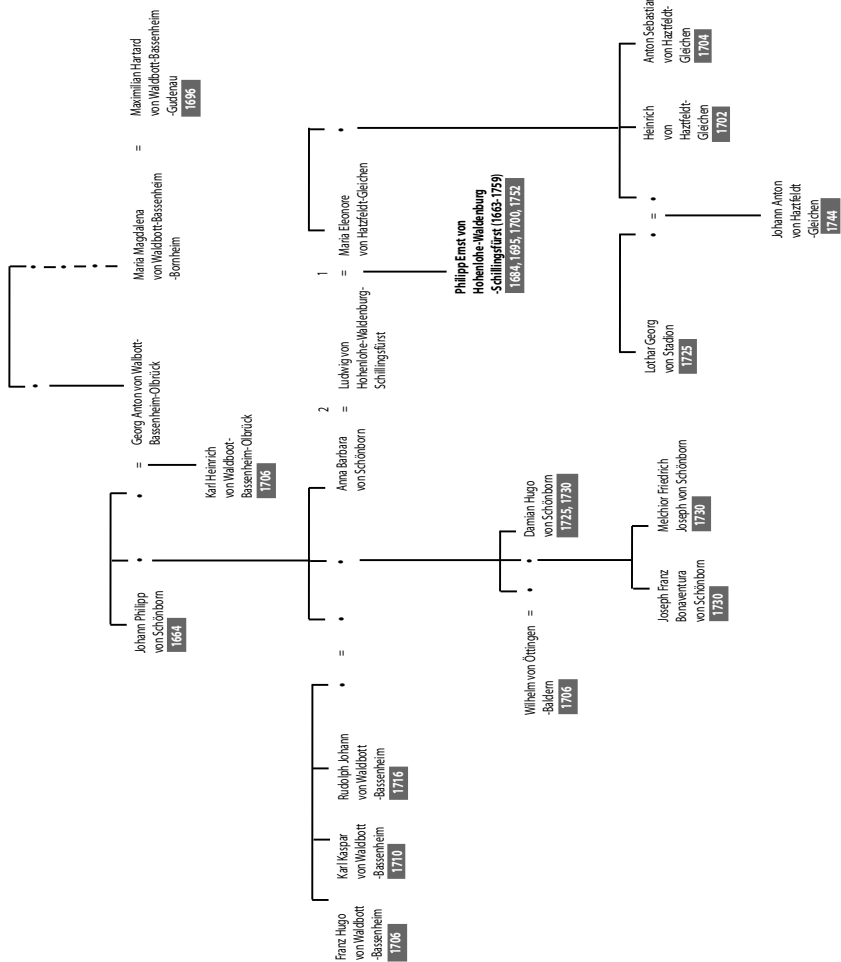 Johann Philipp
von Schönborn
1664
=
Georg Anton von Walbott-
Bassenheim-Olbrück
Karl Heinrich
von Waldboot-
Bassenheim-Olbrück
1706
Maria Magdalena
von Waldbott-Bassenheim
-Bornheim
=
Maximilian Hartard
von Waldbott-Bassenheim
-Gudenau
1696
Franz Hugo
von Waldbott
-Bassenheim
1706
Karl Kaspar
von Waldbott
-Bassenheim
1710
Rudolph Johann
von Waldbott
-Bassenheim
1716
=
Anna Barbara
von Schönborn
2
=
Ludwig von
Hohenlohe-Waldenburg-
Schillingsfürst
1
=
Maria Eleonore
von Hatzfeldt-Gleichen
Philipp Ernst von
Hohenlohe-Waldenburg
-Schillingsfürst (1663-1759)
1684, 1695, 1700, 1752
Wilhelm von Öttingen
-Baldern
1706
=
Damian Hugo
von Schönborn
1725, 1730
Joseph Franz
Bonaventura
von Schönborn
1730
Melchior Friedrich
Joseph von Schönborn
1730
Lothar Georg
von Stadion
1725
=
Heinrich
von
Haztfeldt-
Gleichen
1702
Anton Sebastian
von Haztfeldt-
Gleichen
1704
Johann Anton
von Haztfeldt
-Gleichen
1744